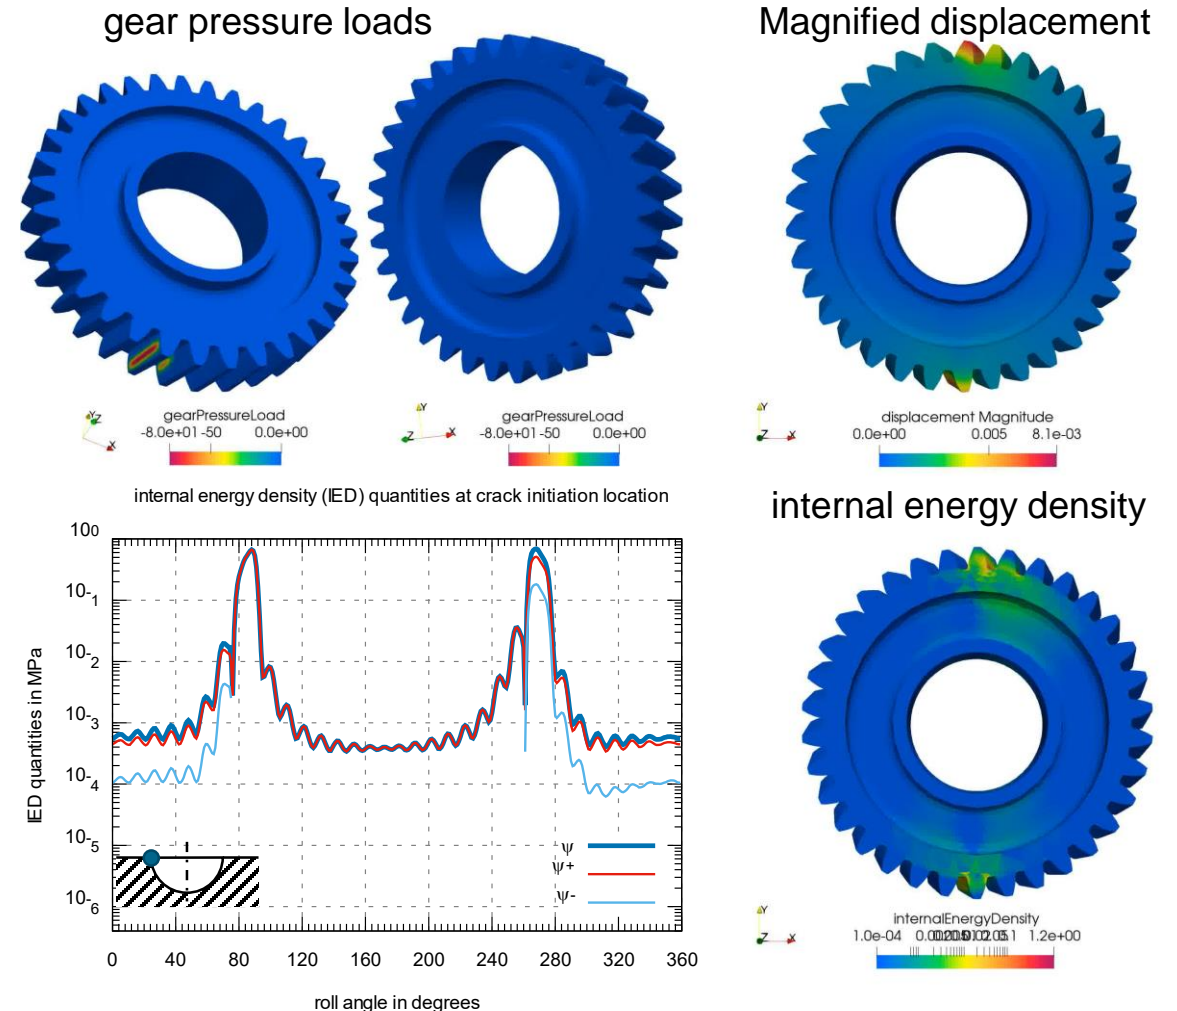 gear pressure loads
Magnified displacement
Y
Z
X
gearPressureLoad
-8.0e+01 -50 0.0e+00
Y
Z
X
gearPressureLoad
-8.0e+01 -50 0.0e+00
Y
Z
X
displacement Magnitude
0.0e+00 0.005 8.1e-03
internal energy density (IED) quantities at crack initiation location
internal energy density
IED quantities in MPa
100
10-1
10-2
10-3
10-4
10-5
10-6
ψ
ψ+
ψ-
0 40 80 120 160 200 240 280 320 360
roll angle in degrees
Y
Z
X
internalEnergyDensity
1.0e-04 1.2e+00